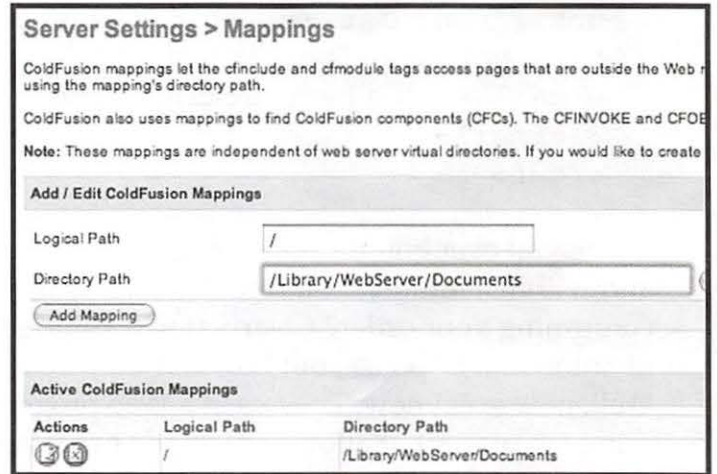 Server Settings > Mappings
ColdFusion mappings let the cfinclude and cfmodule tags access pages that are outside the Web
using the mapping's directory path.
ColdFusion also uses mappings to find ColdFusion components (CFCs). The CFINVOKE and CFOE
Note: These mappings are independent of web server virtual directories. If you would like to create
Add / Edit ColdFusion Mappings
Logical Path /
Directory Path /Library/WebServer/Documents
Add Mapping
Active ColdFusion Mappings
Actions Logical Path Directory Path
/ /Library/WebServer/Documents